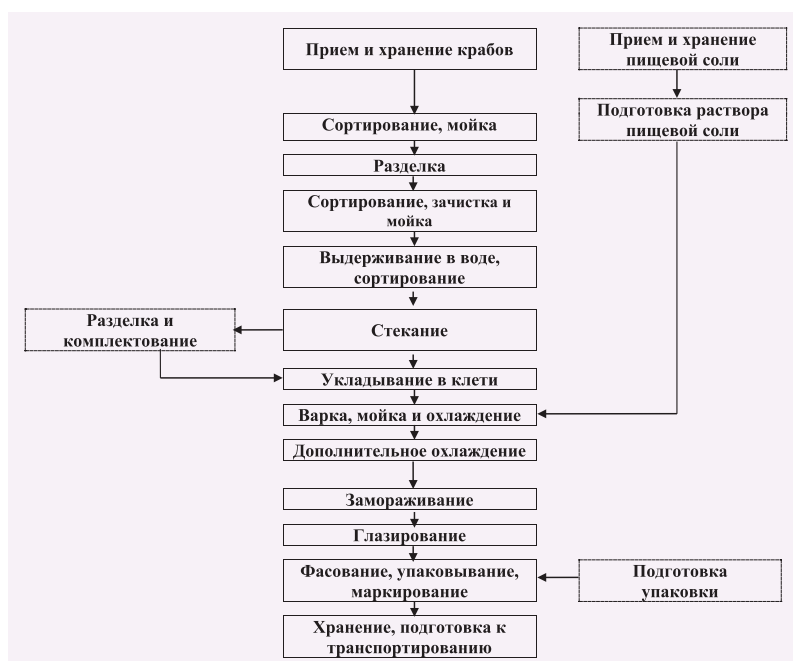 Прием и хранение крабов
Прием и хранение
пищевой соли
Подготовка раствора
пищевой соли
Сортирование, мойка
Разделка
Сортирование, зачистка и
мойка
Выдерживание в воде,
сортирование
Разделка и
комплектование
Стекание
Укладывание в клети
Варка, мойка и охлаждение
Дополнительное охлаждение
Замораживание
Глазирование
Фасование, упаковывание,
маркирование
Подготовка
упаковки
Хранение, подготовка к
транспортированию